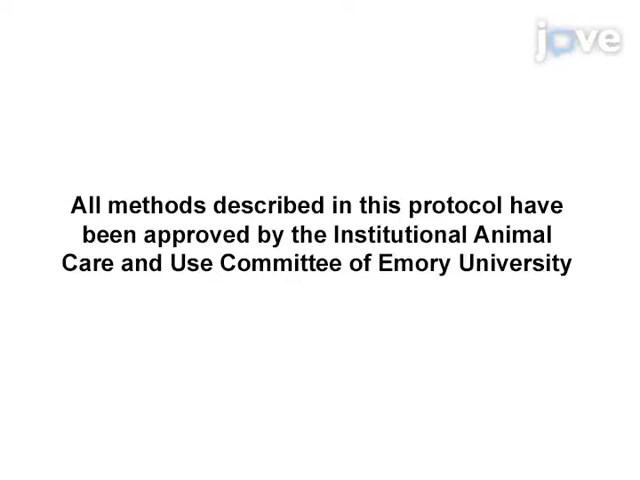 jove
All methods described in this protocol have
been approved by the Institutional Animal
Care and Use Committee of Emory University